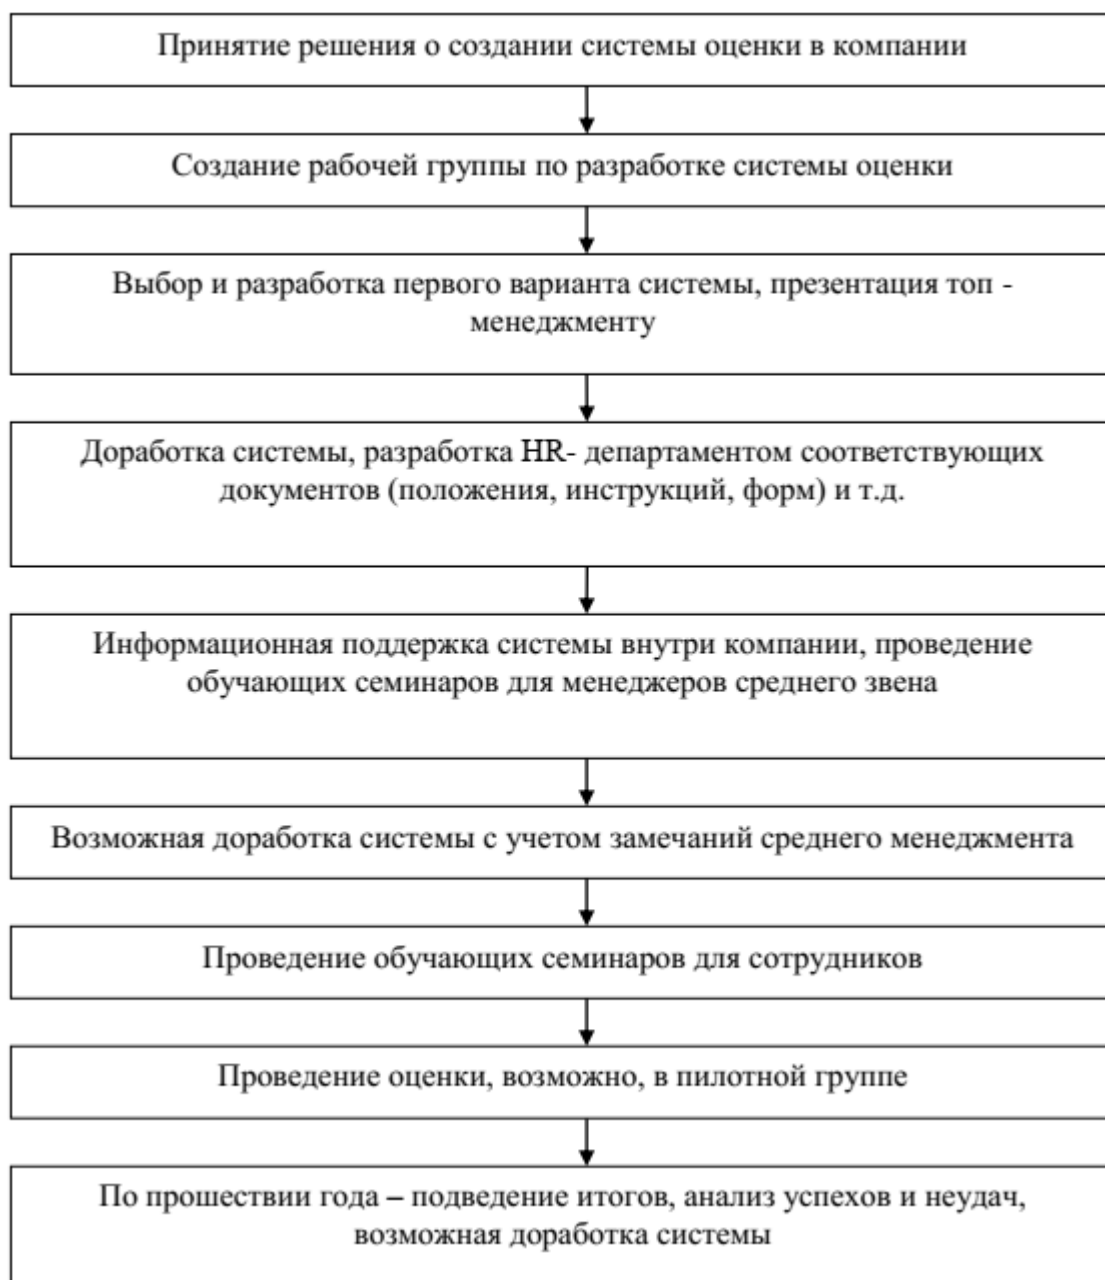 Принятие решения о создании системы оценки в компании
Создание рабочей группы по разработке системы оценки
Выбор и разработка первого варианта системы, презентация топ -
менеджменту
Доработка системы, разработка HR- департаментом соответствующих
документов (положения, инструкций, форм) и т.д.
Информационная поддержка системы внутри компании, проведение
обучающих семинаров для менеджеров среднего звена
Возможная доработка системы с учетом замечаний среднего менеджмента
Проведение обучающих семинаров для сотрудников
Проведение оценки, возможно, в пилотной группе
По прошествии года – подведение итогов, анализ успехов и неудач,
возможная доработка системы